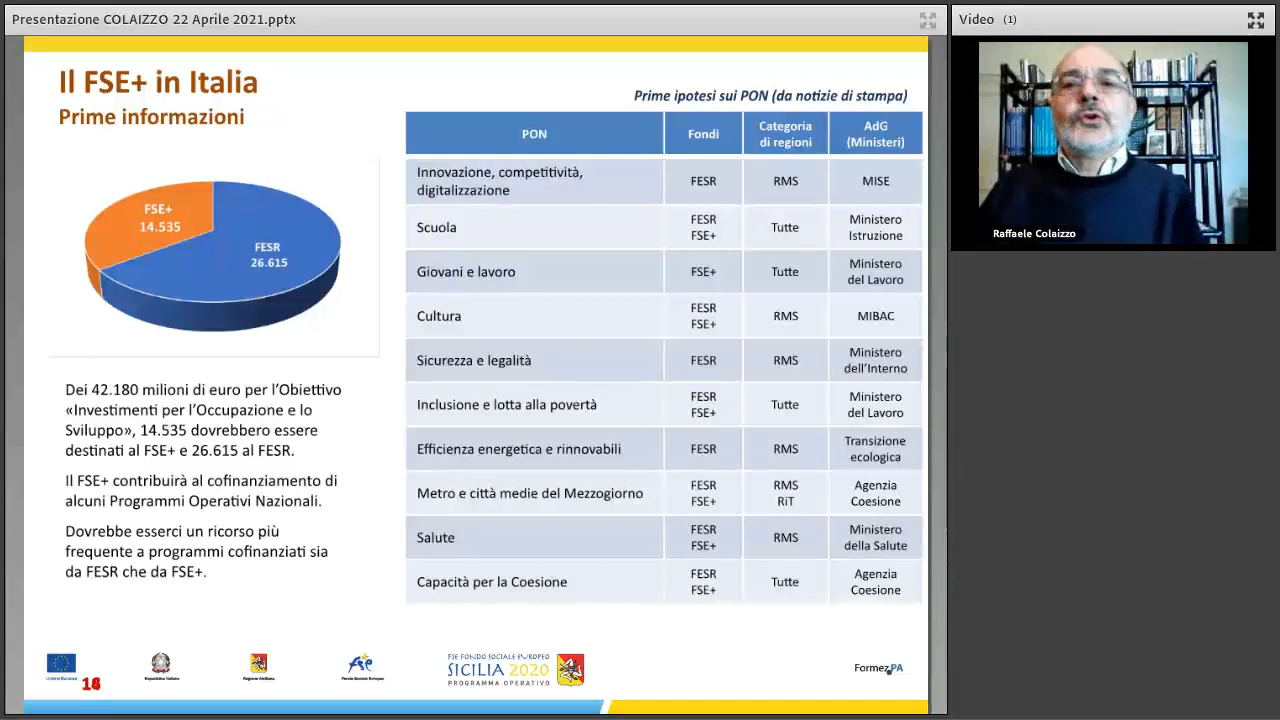 Presentazione COLAIZZO 22 Aprile 2021.pptx
Video (1)
Raffaele Colaizzo
Il FSE+ in Italia
Prime informazioni
FSE+
14.535
FESR
26.615
Dei 42.180 milioni di euro per l'Obiettivo
«Investimenti per l'Occupazione e lo
Sviluppo», 14.535 dovrebbero essere
destinati al FSE+ e 26.615 al FESR.
Il FSE+ contribuirà al cofinanziamento di
alcuni Programmi Operativi Nazionali.
Dovrebbe esserci un ricorso più
frequente a programmi cofinanziati sia
da FESR che da FSE+.
Prime ipotesi sui PON (da notizie di stampa)
PON Fondi Categoria di regioni AdG (Ministeri)
Innovazione, competitività, digitalizzazione FESR RMS MISE
Scuola FESR FSE+ Tutte Ministero Istruzione
Giovani e lavoro FSE+ Tutte Ministero del Lavoro
Cultura FESR FSE+ RMS MIBAC
Sicurezza e legalità FESR RMS Ministero dell'Interno
Inclusione e lotta alla povertà FESR FSE+ Tutte Ministero del Lavoro
Efficienza energetica e rinnovabili FESR RMS Transizione ecologica
Metro e città medie del Mezzogiorno FESR FSE+ RMS RiT Agenzia Coesione
Salute FESR FSE+ RMS Ministero della Salute
Capacità per la Coesione FESR FSE+ Tutte Agenzia Coesione
Unione Europea
Repubblica Italiana
Regione Siciliana
fse
Fondo Sociale Europeo
FSE FONDO SOCIALE EUROPEO
SICILIA 2020
PROGRAMMA OPERATIVO
Formez PA